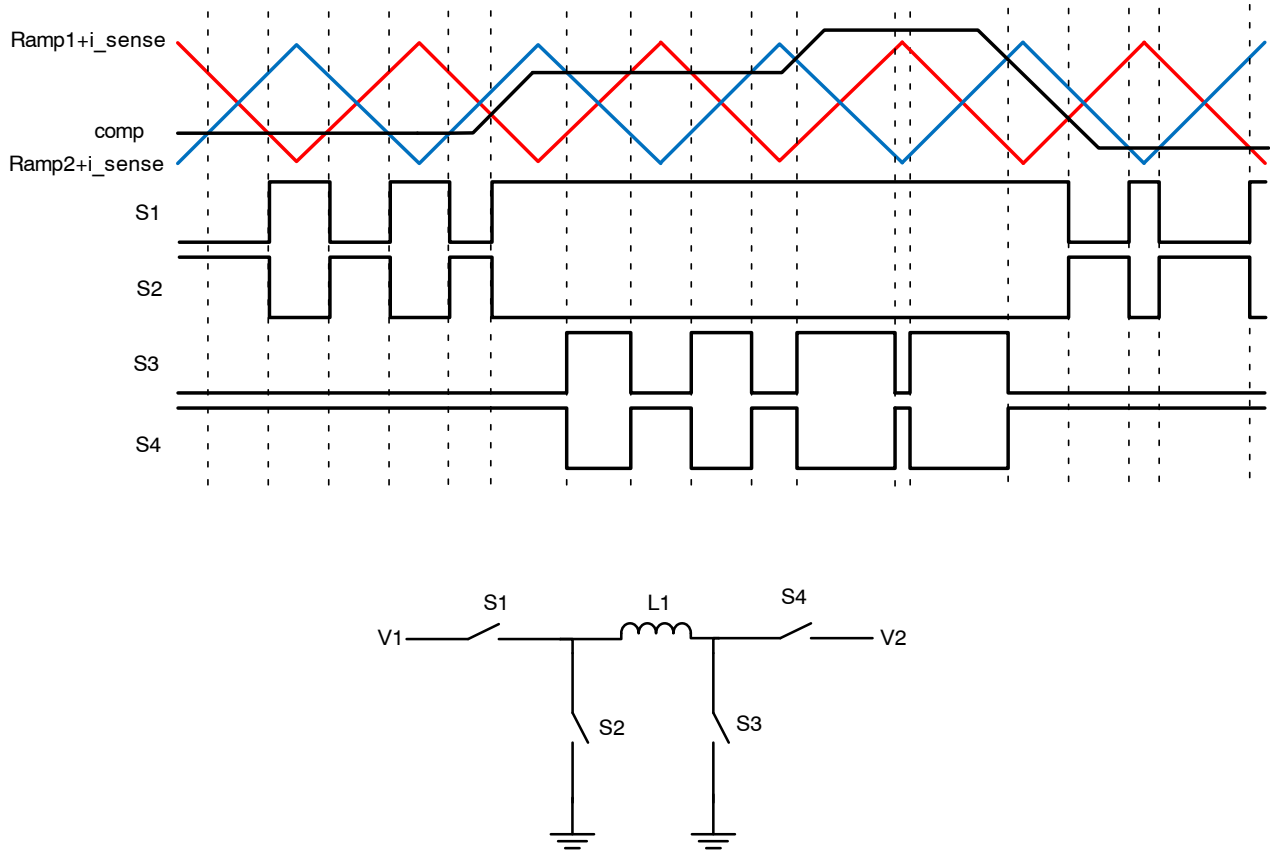 Ramp1+i_sense
comp
Ramp2+i_sense
S1
S2
S3
S4
S1
L1
S4
V1
V2
S2
S3